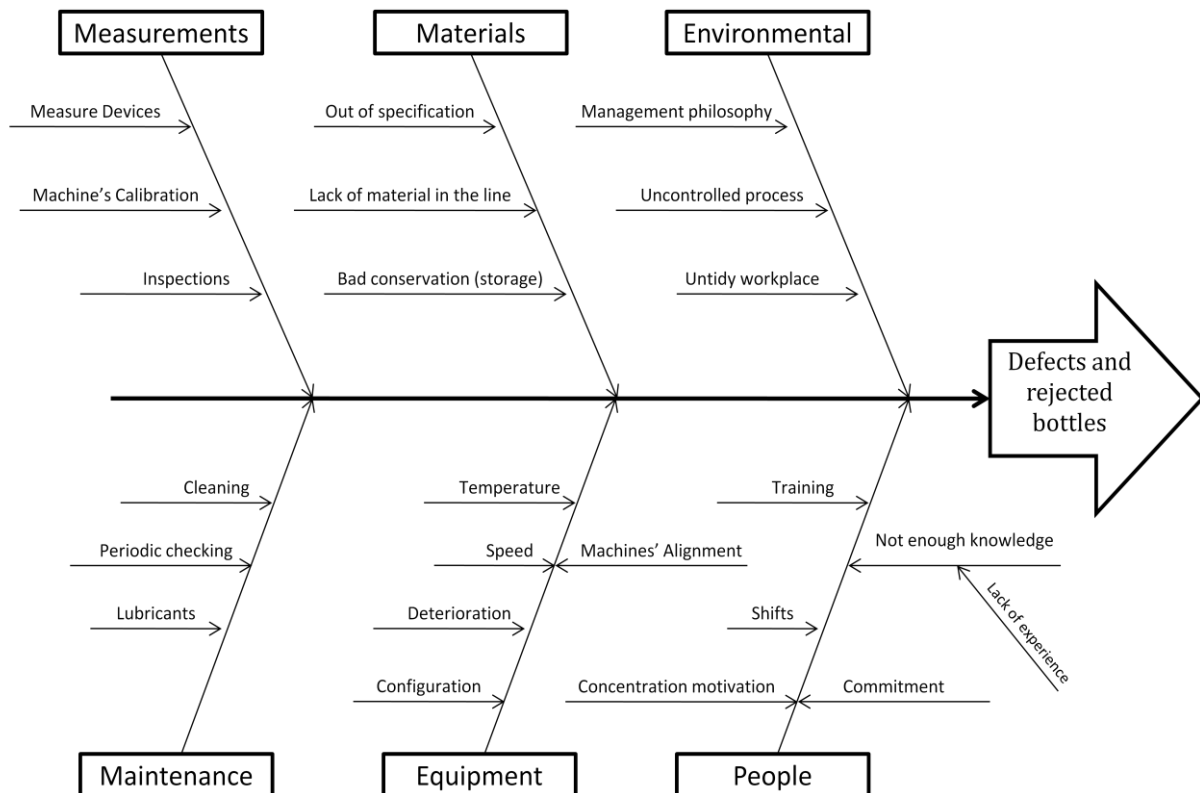 Measurements
Materials
Environmental
Measure Devices
Out of specification
Management philosophy
Machine’s Calibration
Lack of material in the line
Uncontrolled process
Inspections
Bad conservation (storage)
Untidy workplace
Defects and
rejected
bottles
Cleaning
Temperature
Training
Periodic checking
Speed
Machines’ Alignment
Not enough knowledge
Lubricants
Deterioration
Shifts
Lack of experience
Configuration
Concentration motivation
Commitment
Maintenance
Equipment
People